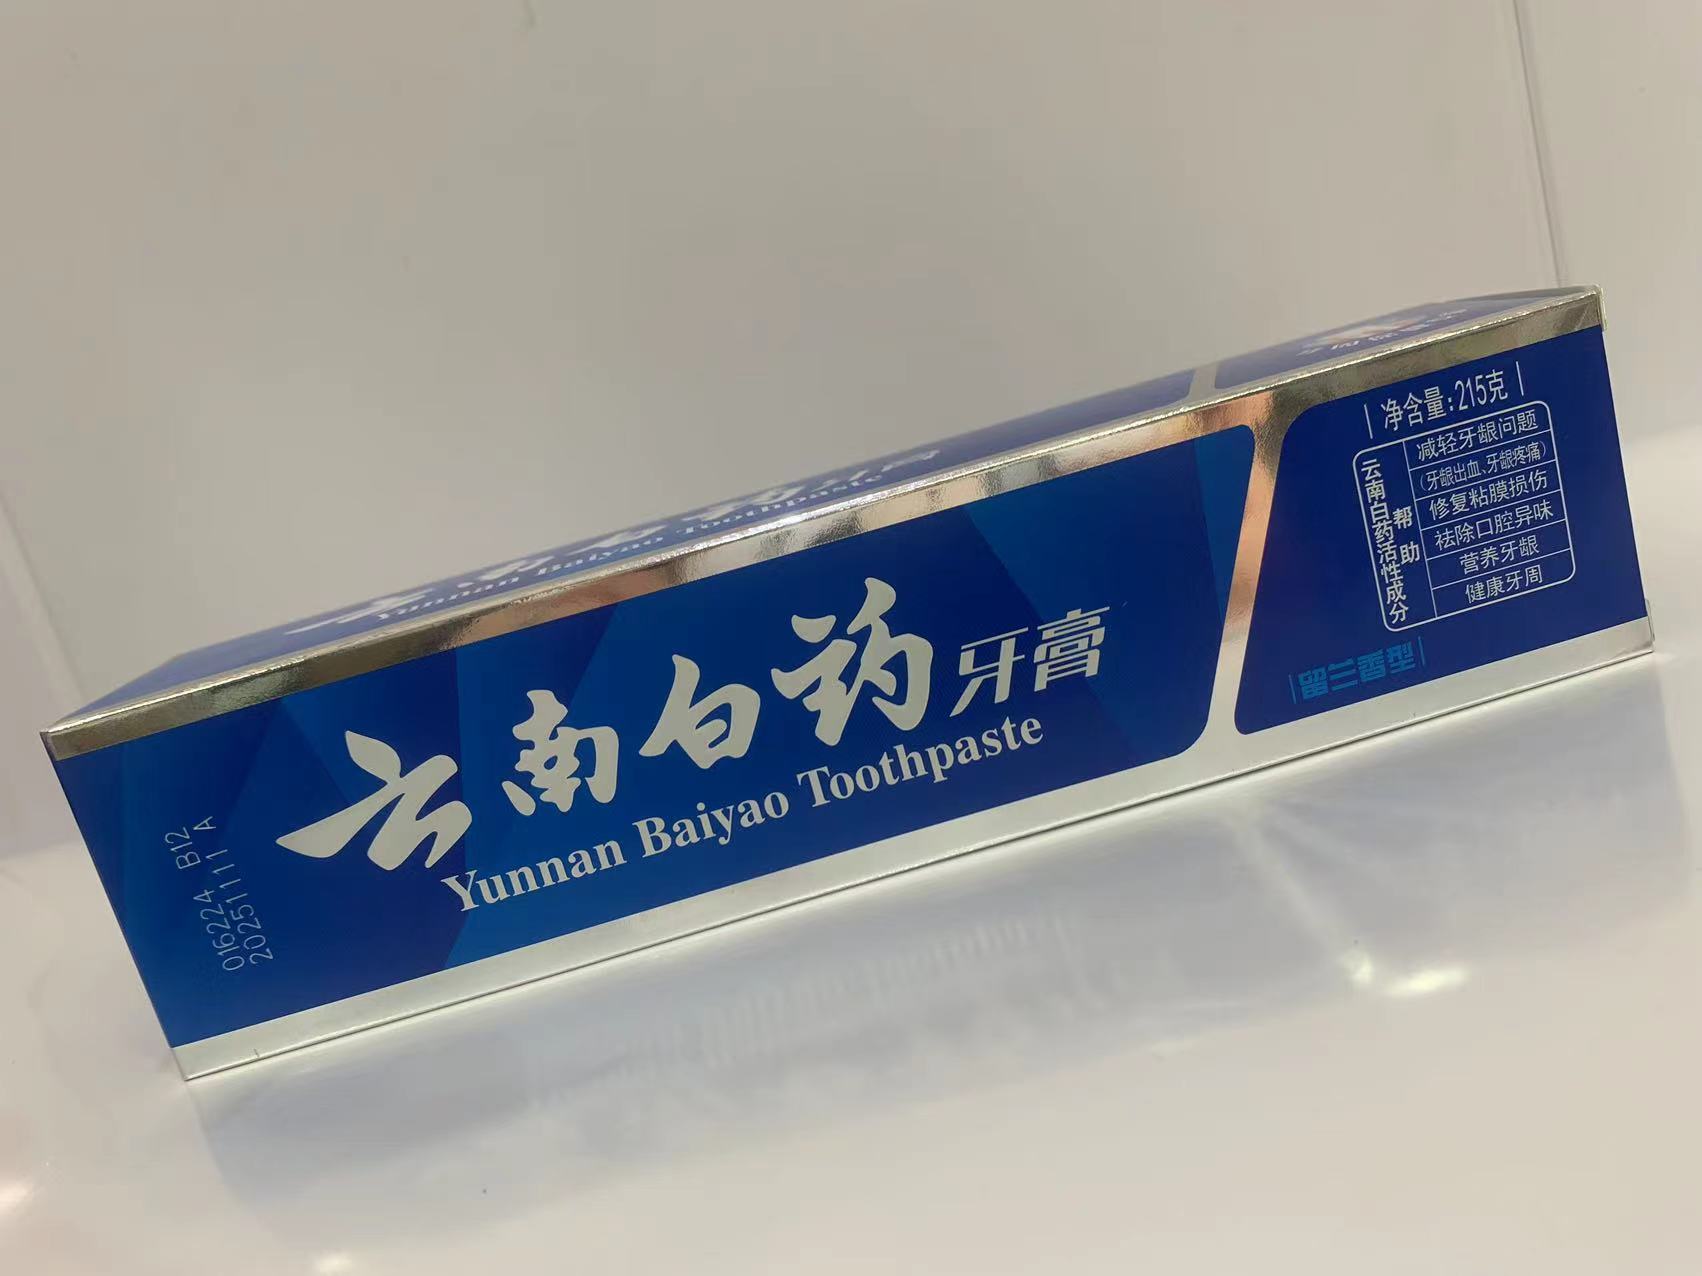 Yunnan Baiyao Toothpaste
云南白药牙膏
Yunnan Baiyao Toothpaste
016224 B12
20251111 A
净含量:215克
云南白药活性成分
帮助
减轻牙龈问题
(牙龈出血、牙龈疼痛)
修复粘膜损伤
祛除口腔异味
营养牙龈
健康牙周
留兰香型